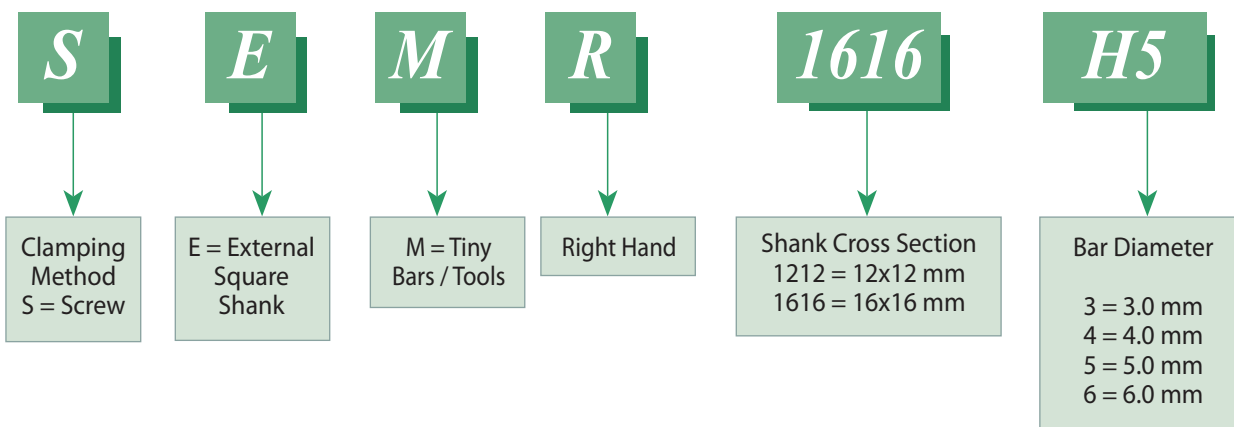 S E M R 1616 H5
Clamping
Method
S = Screw
E = External
Square
Shank
M = Tiny
Bars / Tools
Right Hand
Shank Cross Section
1212 = 12x12 mm
1616 = 16x16 mm
Bar Diameter
3 = 3.0 mm
4 = 4.0 mm
5 = 5.0 mm
6 = 6.0 mm